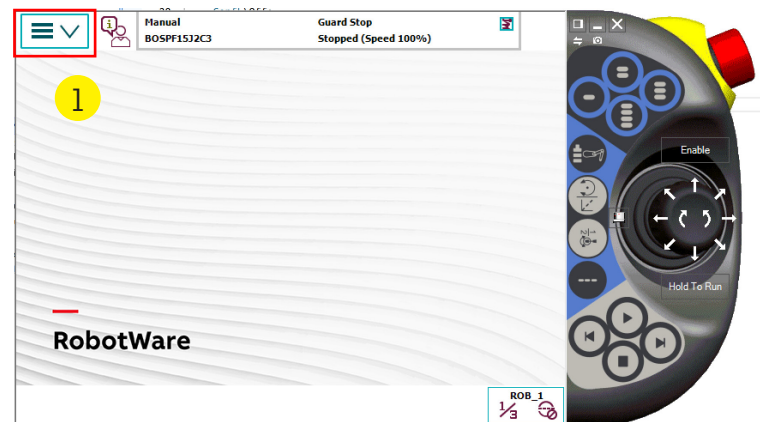 Manual
Guard Stop
BOSPF15J2C3
Stopped (Speed 100%)
1
Enable
Hold To Run
RobotWare
ROB_1
1/3